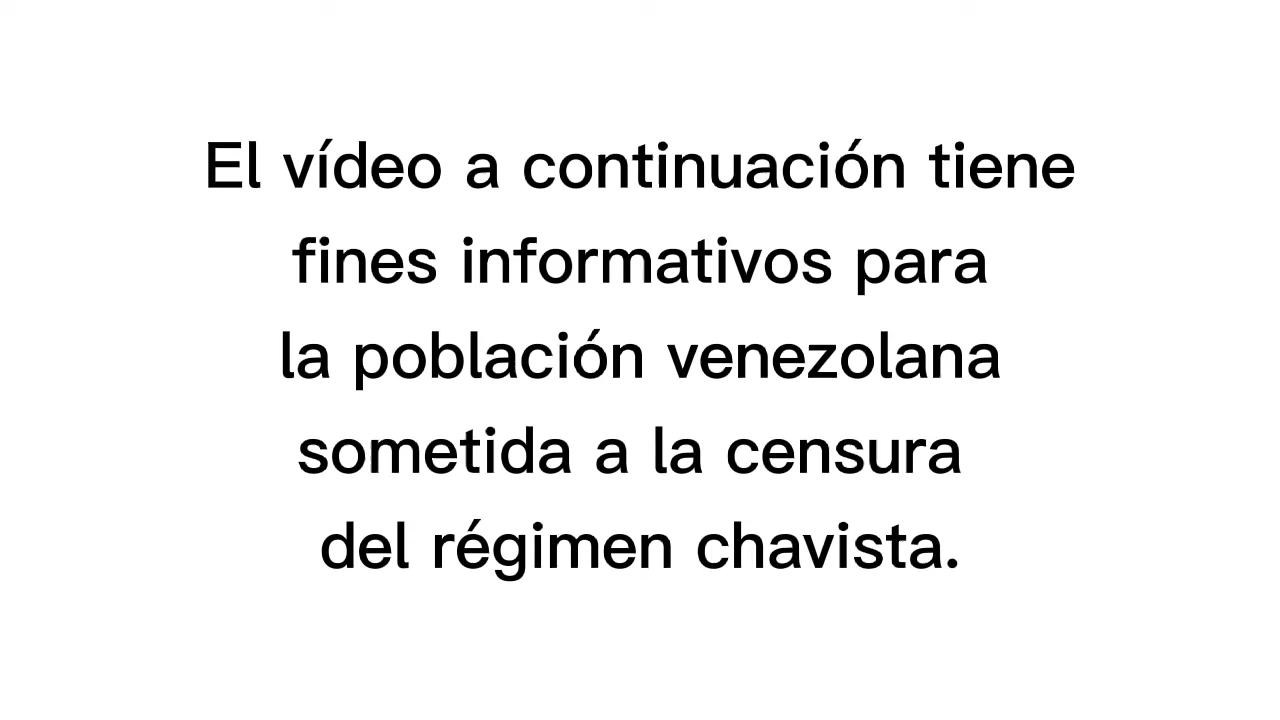 El vídeo a continuación tiene
fines informativos para
la población venezolana
sometida a la censura
del régimen chavista.